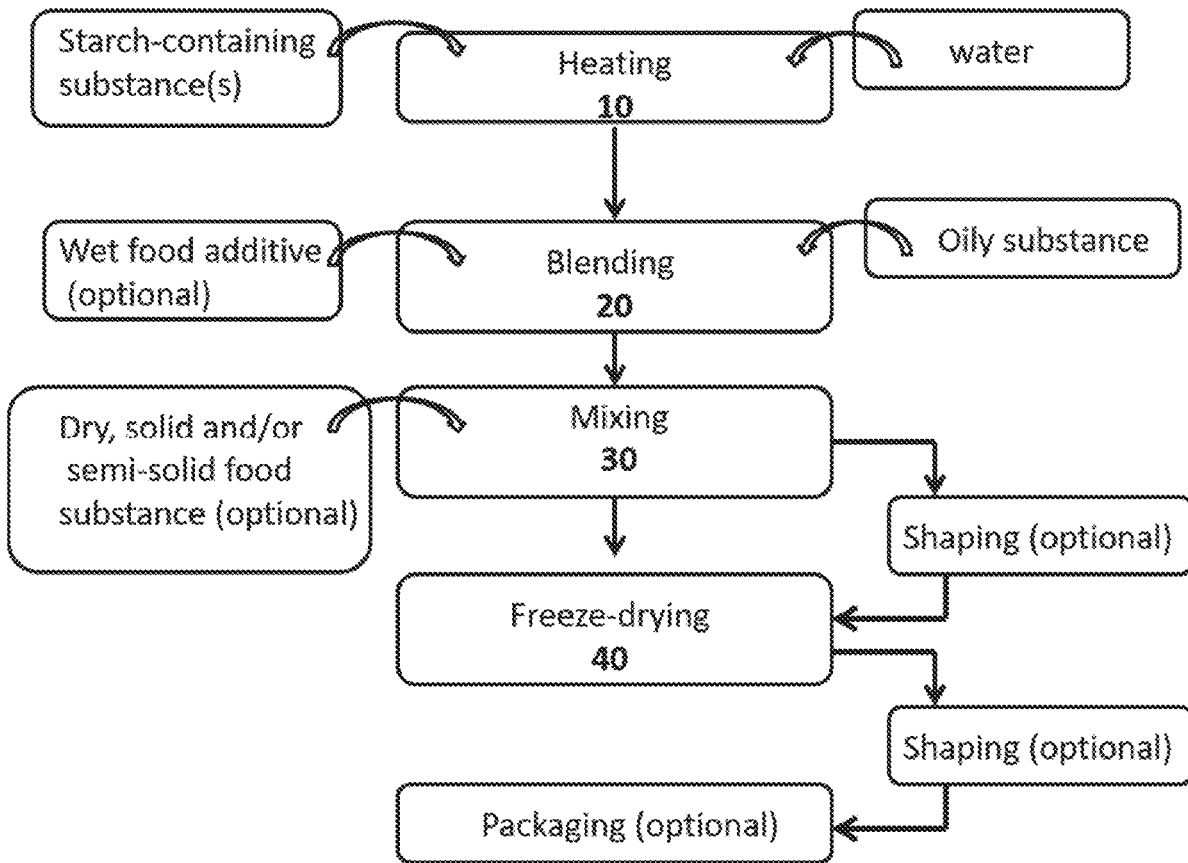 Starch-containing
substance(s)
Heating
10
water
Wet food additive
(optional)
Blending
20
Oily substance
Dry, solid and/or
semi-solid food
substance (optional)
Mixing
30
Shaping (optional)
Freeze-drying
40
Shaping (optional)
Packaging (optional)